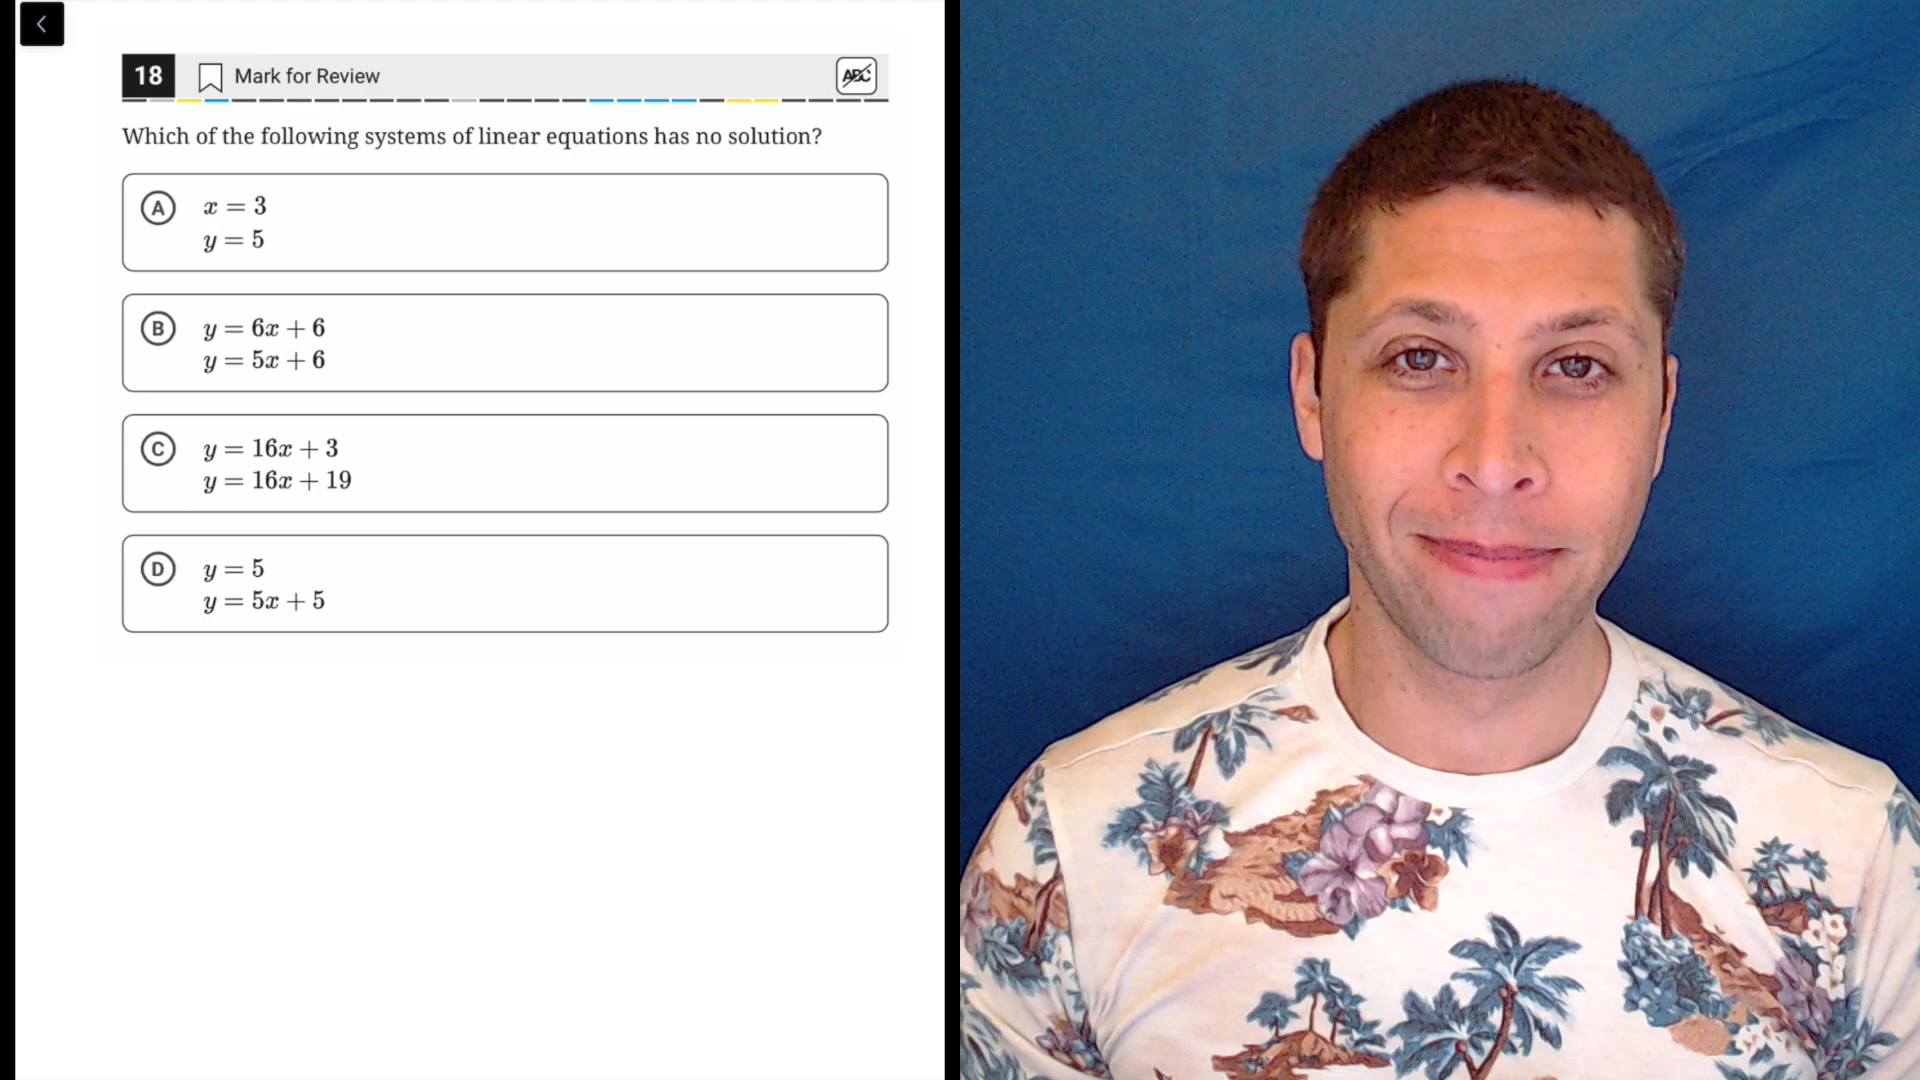 18 Mark for Review ABC
Which of the following systems of linear equations has no solution?
A x = 3
y = 5
B y = 6x + 6
y = 5x + 6
C y = 16x + 3
y = 16x + 19
D y = 5
y = 5x + 5